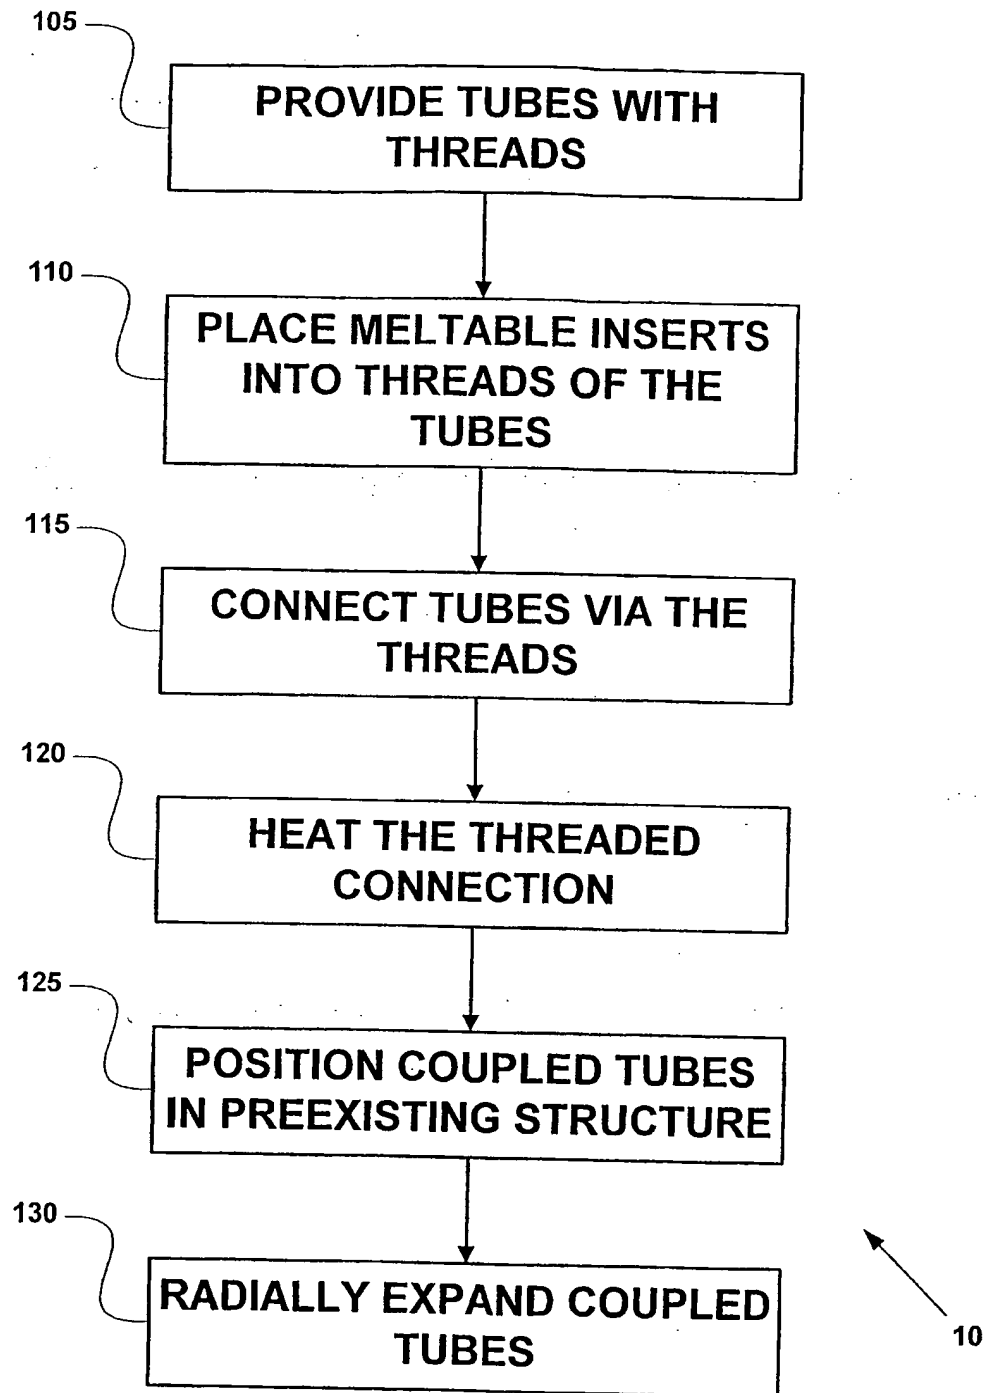 105
PROVIDE TUBES WITH
THREADS
110
PLACE MELTABLE INSERTS
INTO THREADS OF THE
TUBES
115
CONNECT TUBES VIA THE
THREADS
120
HEAT THE THREADED
CONNECTION
125
POSITION COUPLED TUBES
IN PREEXISTING STRUCTURE
130
RADIALLY EXPAND COUPLED
TUBES
10